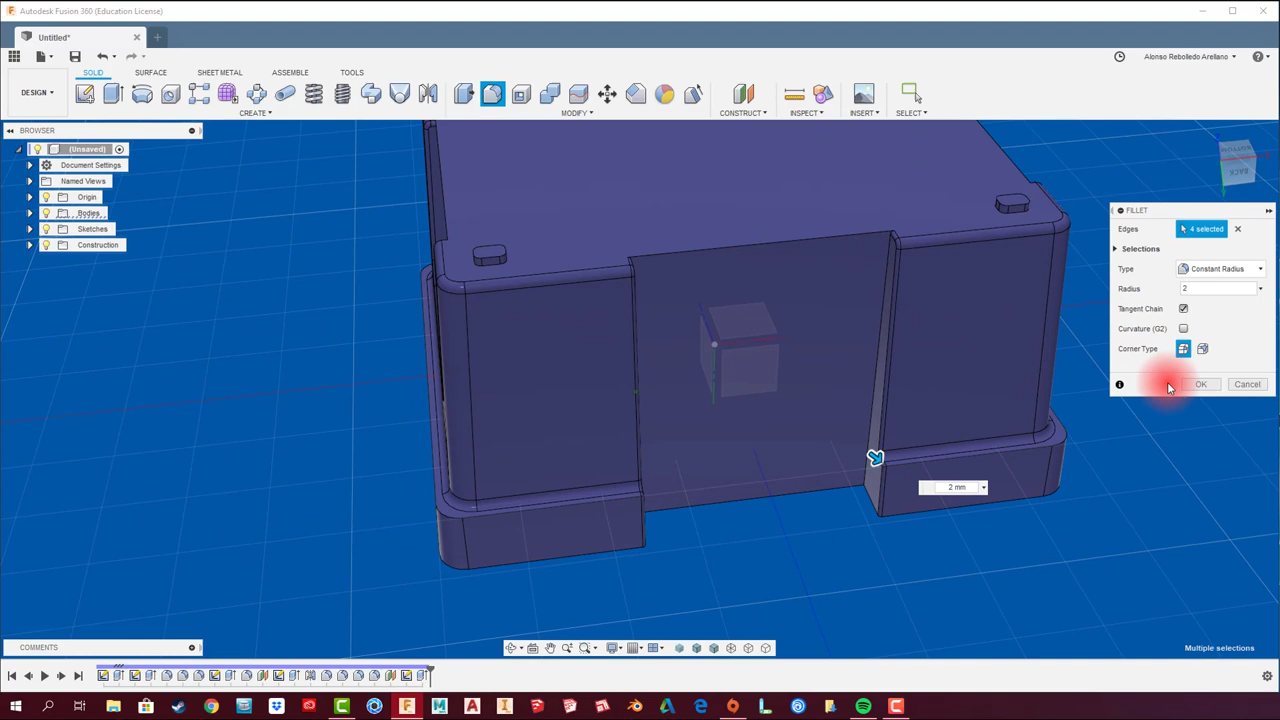 Autodesk Fusion 360 (Education License)
Untitled*
Alonso Rebolledo Arellano
DESIGN
SOLID SURFACE SHEET METAL ASSEMBLE TOOLS
CREATE MODIFY CONSTRUCT INSPECT INSERT SELECT
BROWSER
(Unsaved)
Document Settings
Named Views
Origin
Bodies
Sketches
Construction
BOTTOM
BACK
FILLET
Edges 4 selected
Selections
Type Constant Radius
Radius 2
Tangent Chain
Curvature (G2)
Corner Type
OK Cancel
2 mm
COMMENTS
Multiple selections